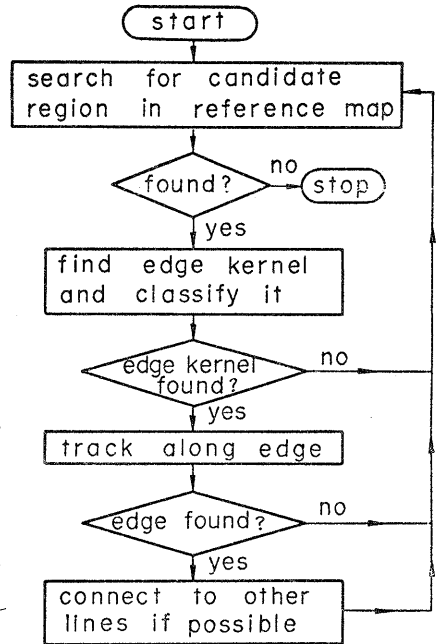 start
search for candidate
region in reference map
found?
no
stop
yes
find edge kernel
and classify it
edge kernel
found?
no
yes
track along edge
edge found?
no
yes
connect to other
lines if possible